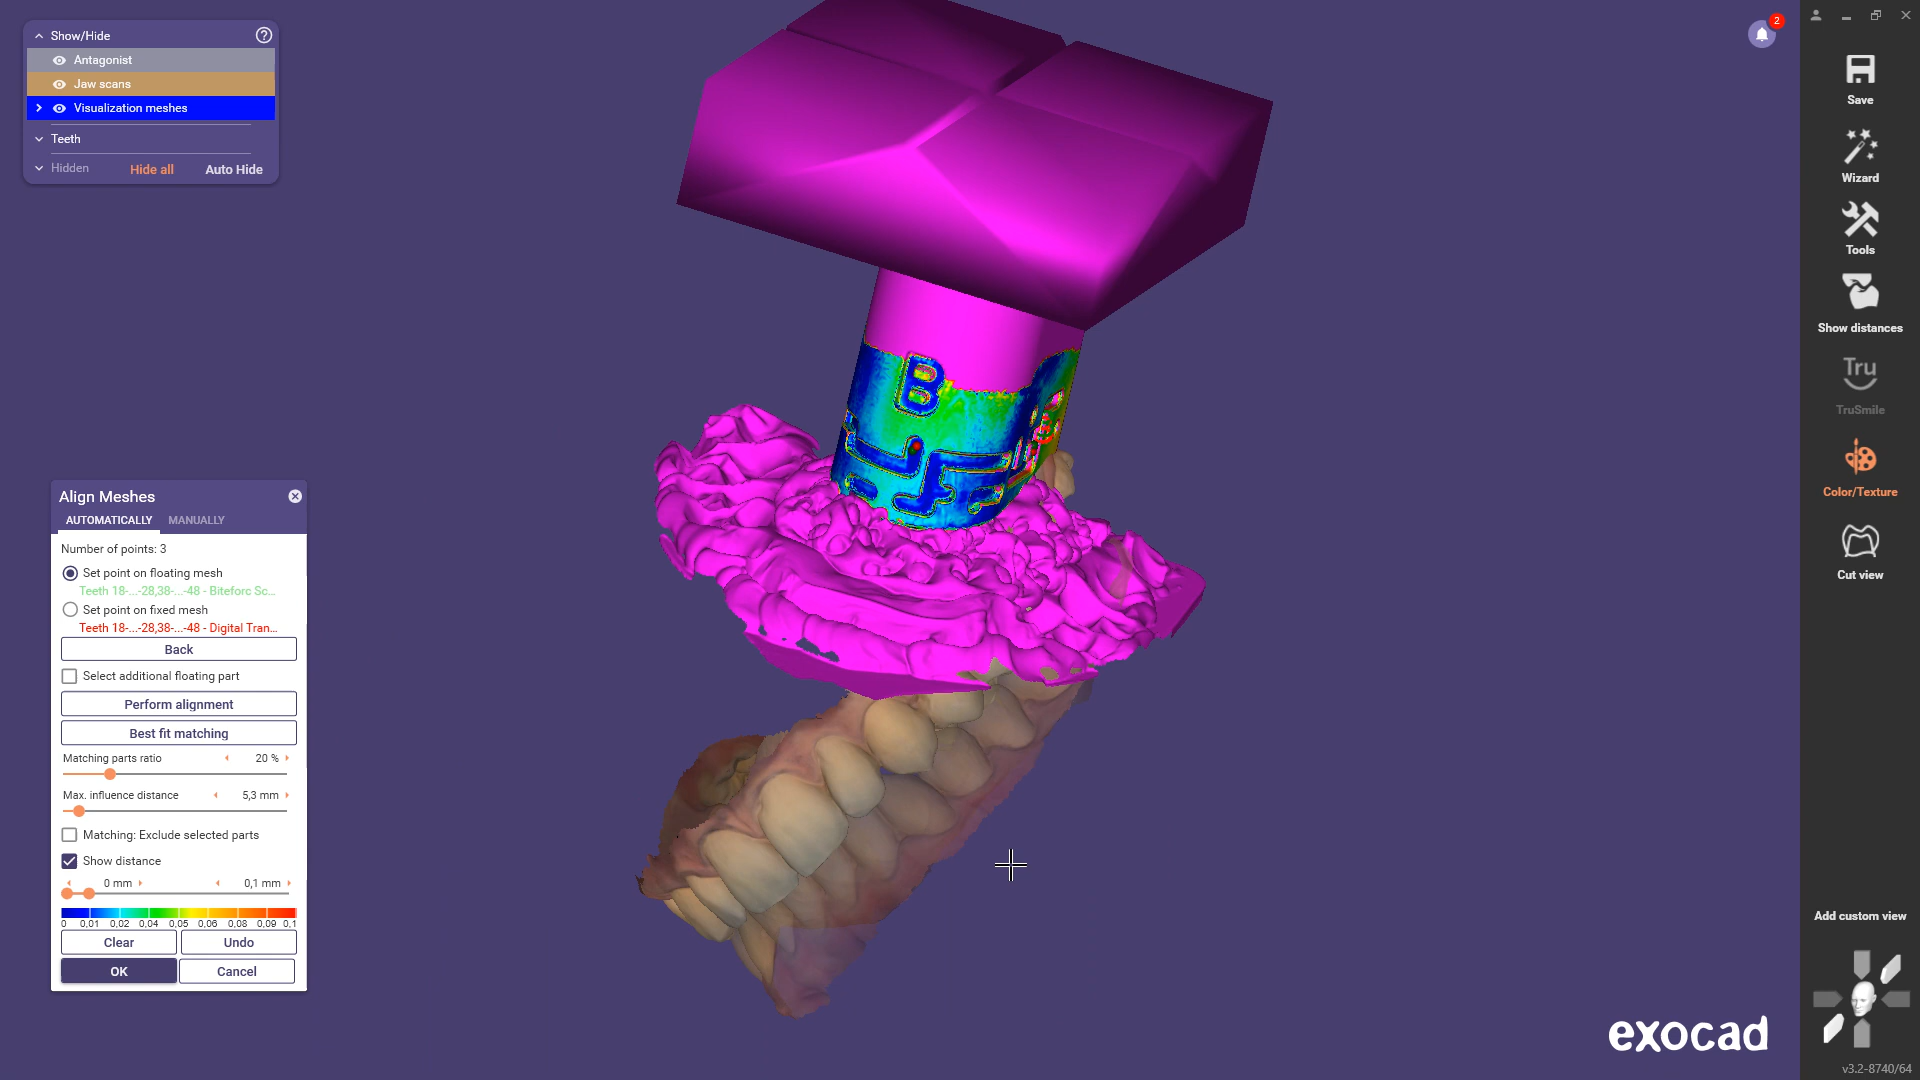 Show/Hide
Antagonist
Jaw scans
Visualization meshes
Teeth
Hidden
Hide all
Auto Hide
Align Meshes
AUTOMATICALLY
MANUALLY
Number of points: 3
Set point on floating mesh
Teeth 18-...-28,38-...-48 - Biteforc Sc...
Set point on fixed mesh
Teeth 18-...-28,38-...-48 - Digital Tran...
Back
Select additional floating part
Perform alignment
Best fit matching
Matching parts ratio 20 %
Max. influence distance 5,3 mm
Matching: Exclude selected parts
Show distance
0 mm 0,1 mm
0 0,01 0,02 0,04 0,05 0,06 0,08 0,09 0,1
Clear
Undo
OK
Cancel
B
2
Save
Wizard
Tools
Show distances
Tru
TruSmile
Color/Texture
Cut view
Add custom view
exocad
v3.2-8740/64